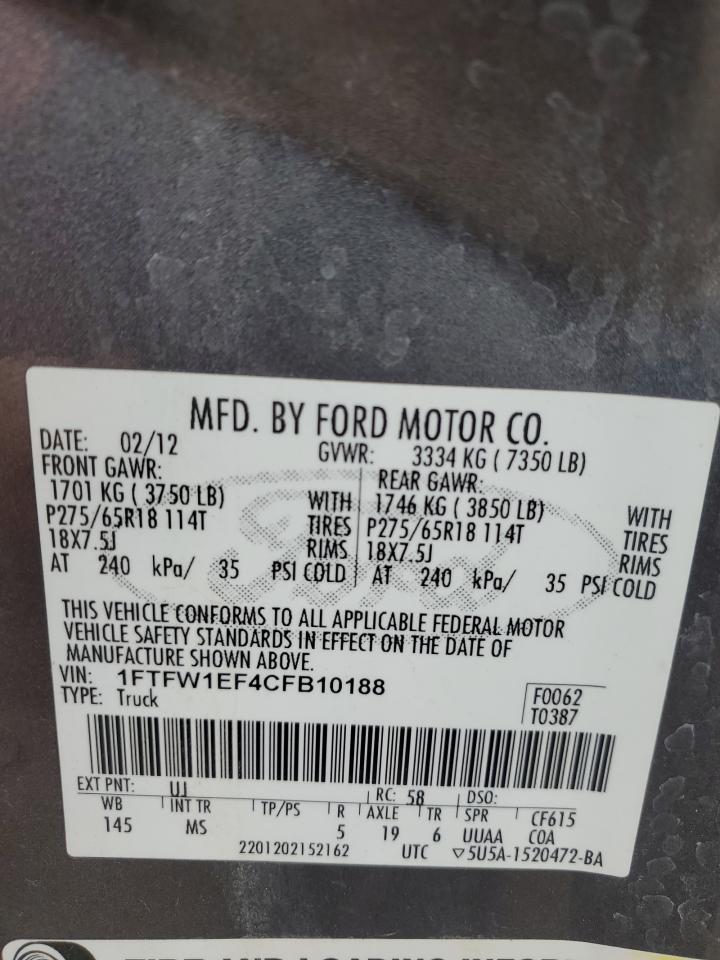 MFD. BY FORD MOTOR CO.
DATE: 02/12 GVWR: 3334 KG ( 7350 LB)
FRONT GAWR: REAR GAWR:
1701 KG ( 3750 LB) WITH 1746 KG ( 3850 LB) WITH
P275/65R18 114T TIRES P275/65R18 114T TIRES
18X7.5J RIMS 18X7.5J RIMS
AT 240 kPa/ 35 PSI COLD AT 240 kPa/ 35 PSI COLD
Ford
THIS VEHICLE CONFORMS TO ALL APPLICABLE FEDERAL MOTOR
VEHICLE SAFETY STANDARDS IN EFFECT ON THE DATE OF
MANUFACTURE SHOWN ABOVE.
VIN: 1FTFW1EF4CFB10188 F0062
TYPE: Truck T0387
EXT PNT: UJ RC: 58 DSO:
WB INT TR TP/PS R AXLE TR SPR CF615
145 MS 5 19 6 UUAA COA
2201202152162 UTC ▽5U5A-1520472-BA
TIRE AND LOADING